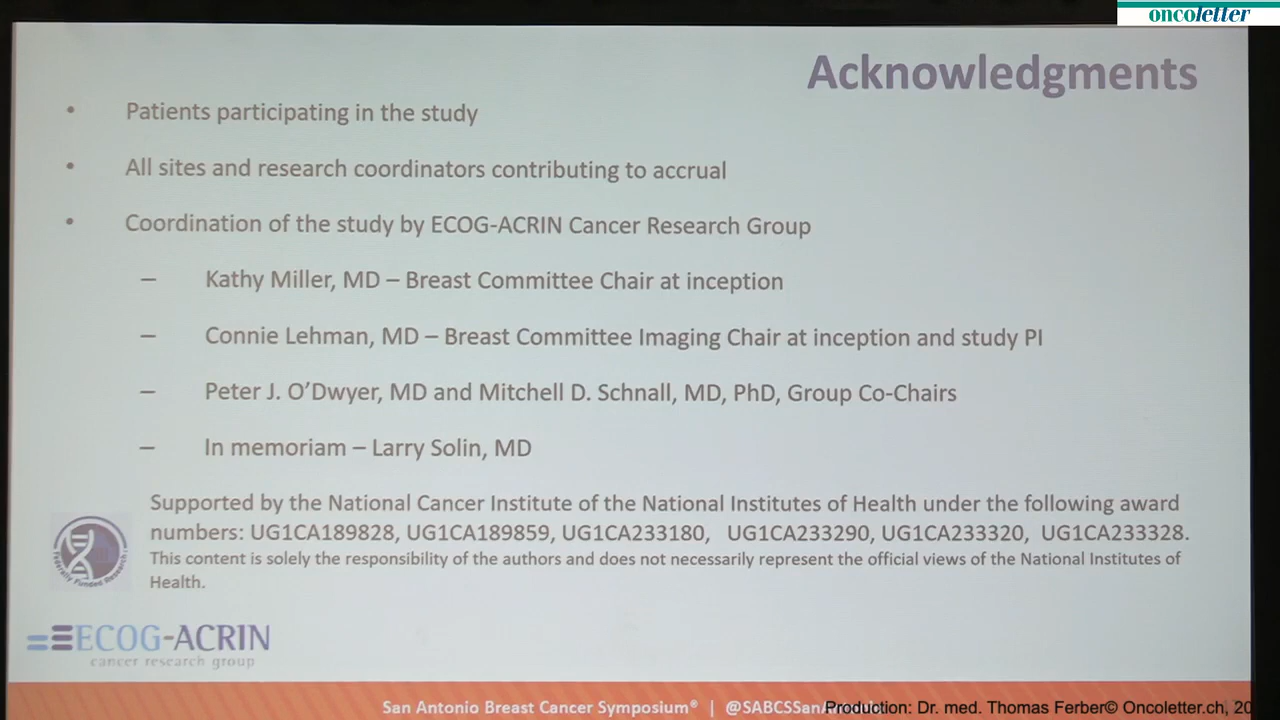 oncoletter
Acknowledgments
• Patients participating in the study
• All sites and research coordinators contributing to accrual
• Coordination of the study by ECOG-ACRIN Cancer Research Group
– Kathy Miller, MD – Breast Committee Chair at inception
– Connie Lehman, MD – Breast Committee Imaging Chair at inception and study PI
– Peter J. O’Dwyer, MD and Mitchell D. Schnall, MD, PhD, Group Co-Chairs
– In memoriam – Larry Solin, MD
Supported by the National Cancer Institute of the National Institutes of Health under the following award
numbers: UG1CA189828, UG1CA189859, UG1CA233180, UG1CA233290, UG1CA233320, UG1CA233328.
This content is solely the responsibility of the authors and does not necessarily represent the official views of the National Institutes of
Health.
Federally Funded Research
ECOG-ACRIN
cancer research group
San Antonio Breast Cancer Symposium® | @SABCSSanAn
Production: Dr. med. Thomas Ferber© Oncoletter.ch, 20